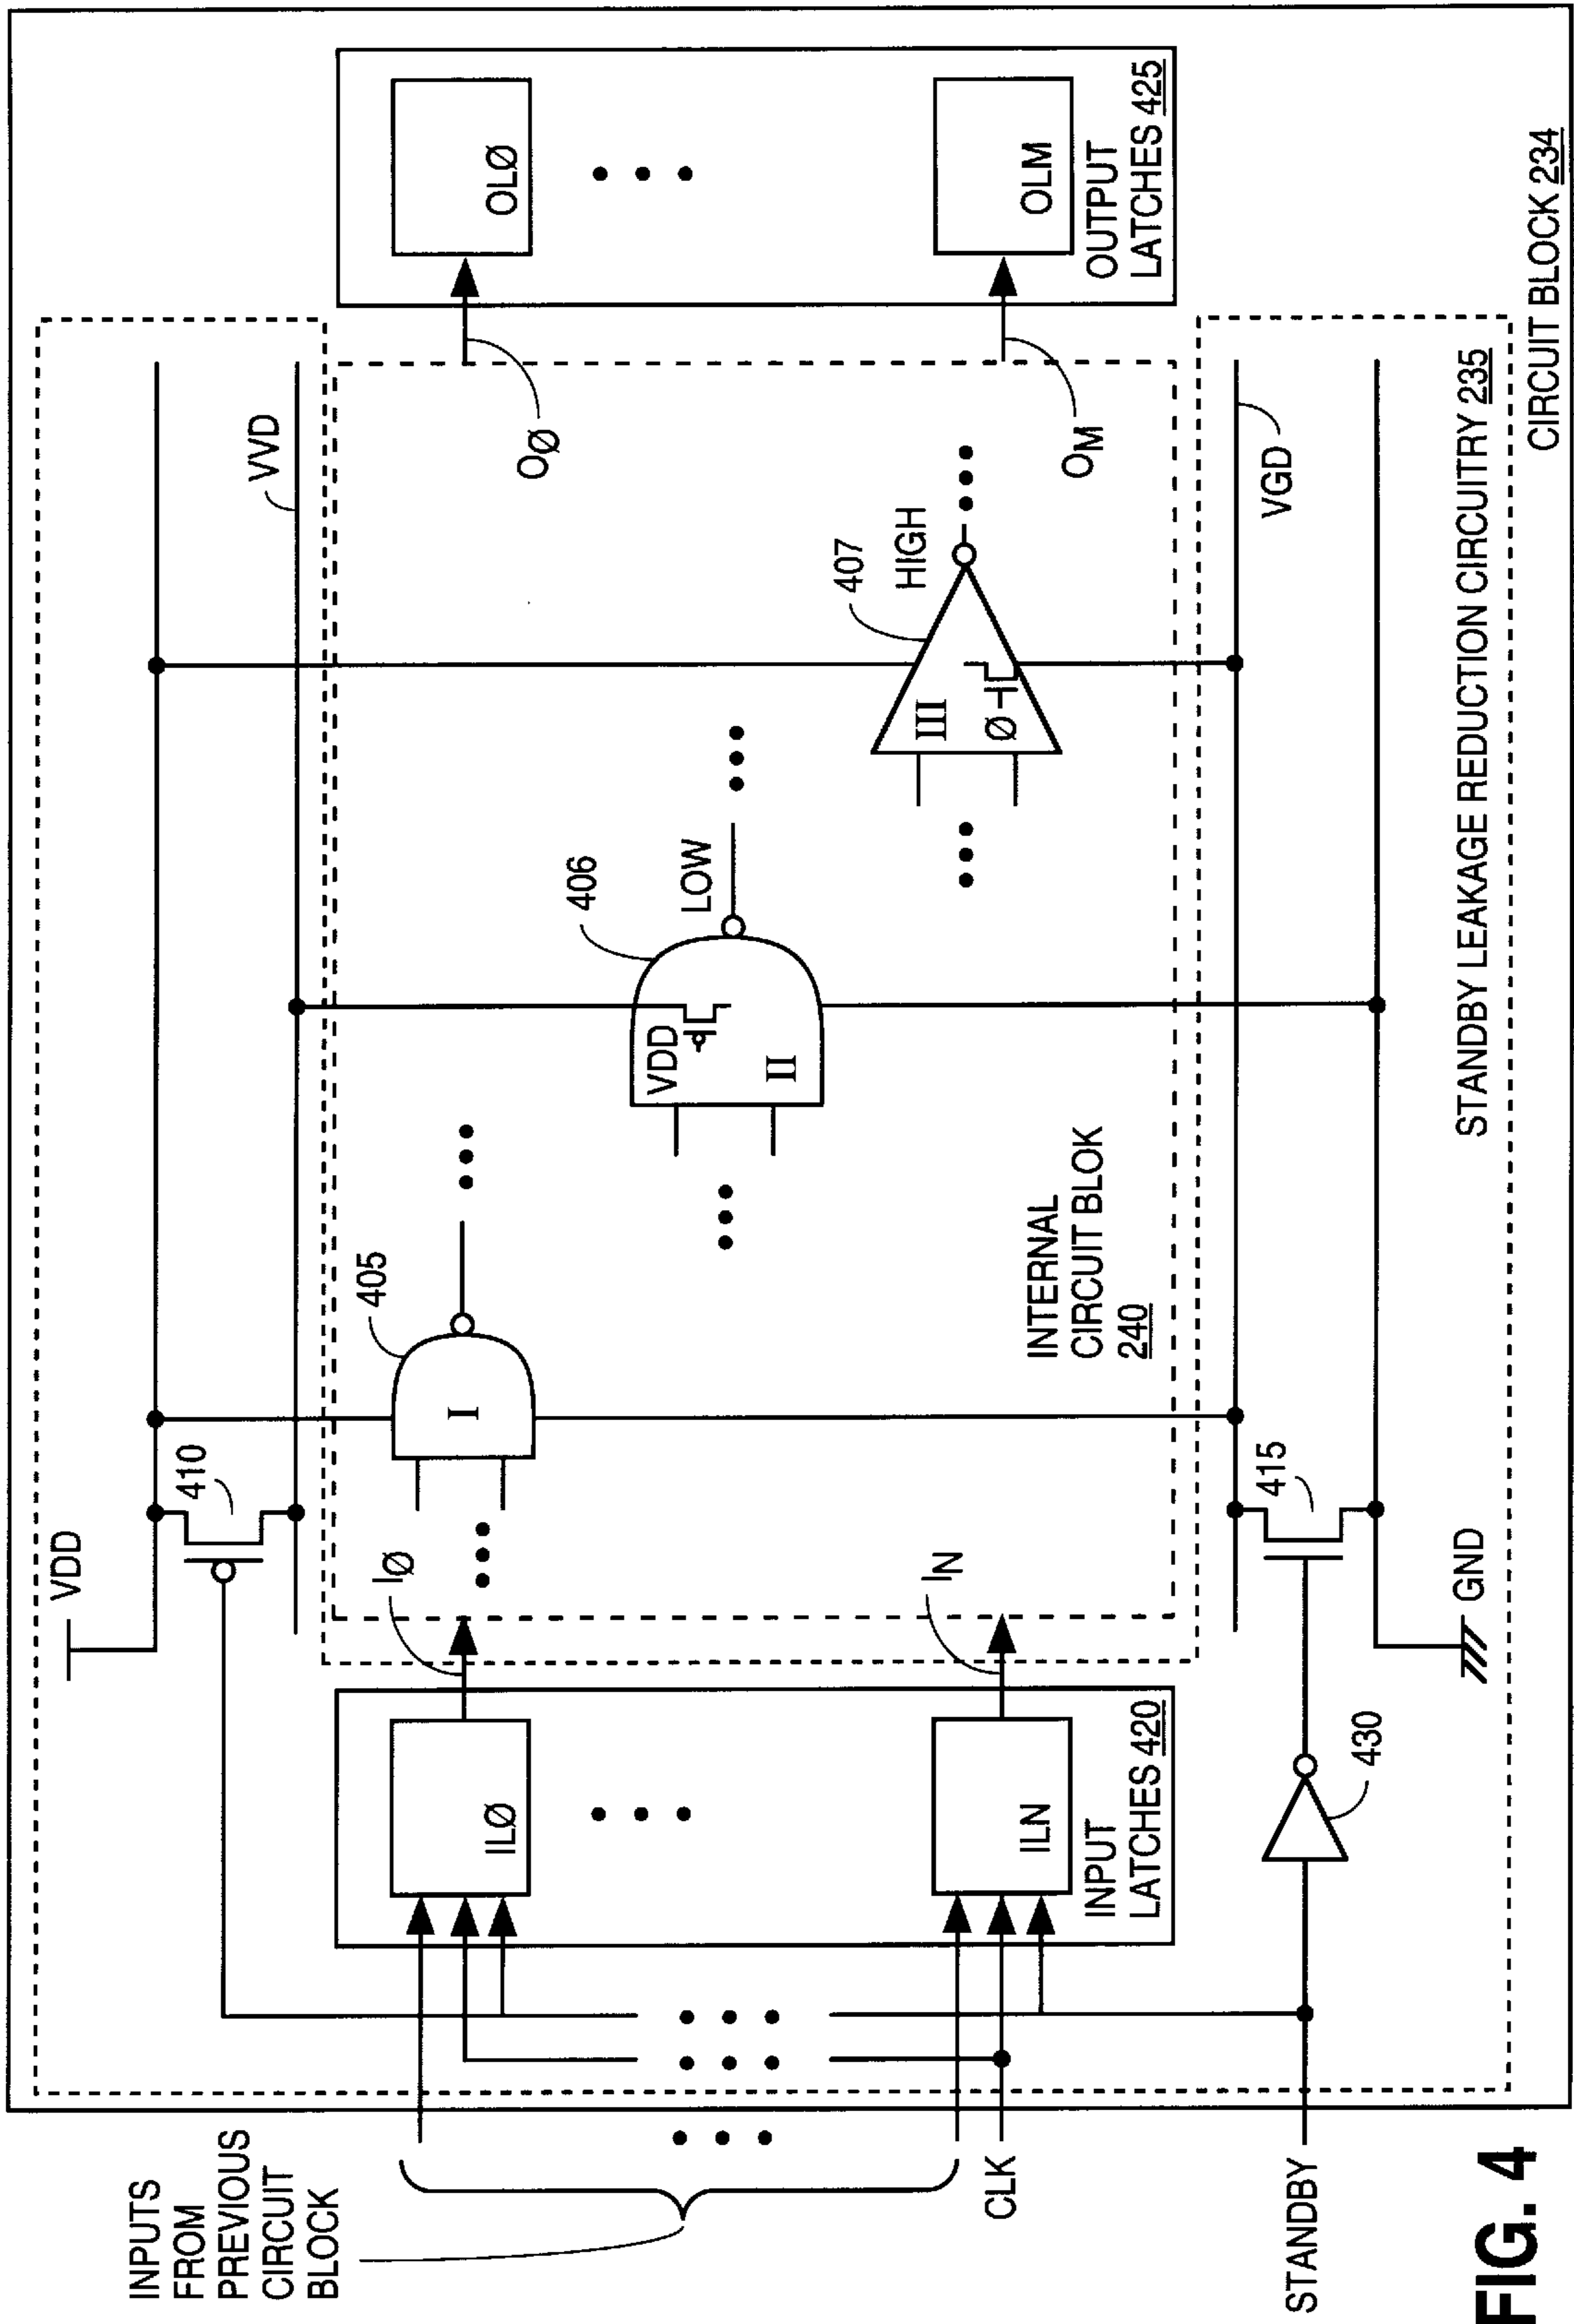 VDD
410
VVD
INPUTS
FROM
PREVIOUS
CIRCUIT
BLOCK
IØ
405
I
406
VDD
II
LOW
407
III
Ø
HIGH
OØ
OLØ
ILØ
INPUT
LATCHES 420
ILN
IN
INTERNAL
CIRCUIT BLOK
240
OM
OLM
OUTPUT
LATCHES 425
CLK
STANDBY
430
415
GND
VGD
STANDBY LEAKAGE REDUCTION CIRCUITRY 235
CIRCUIT BLOCK 234
FIG. 4